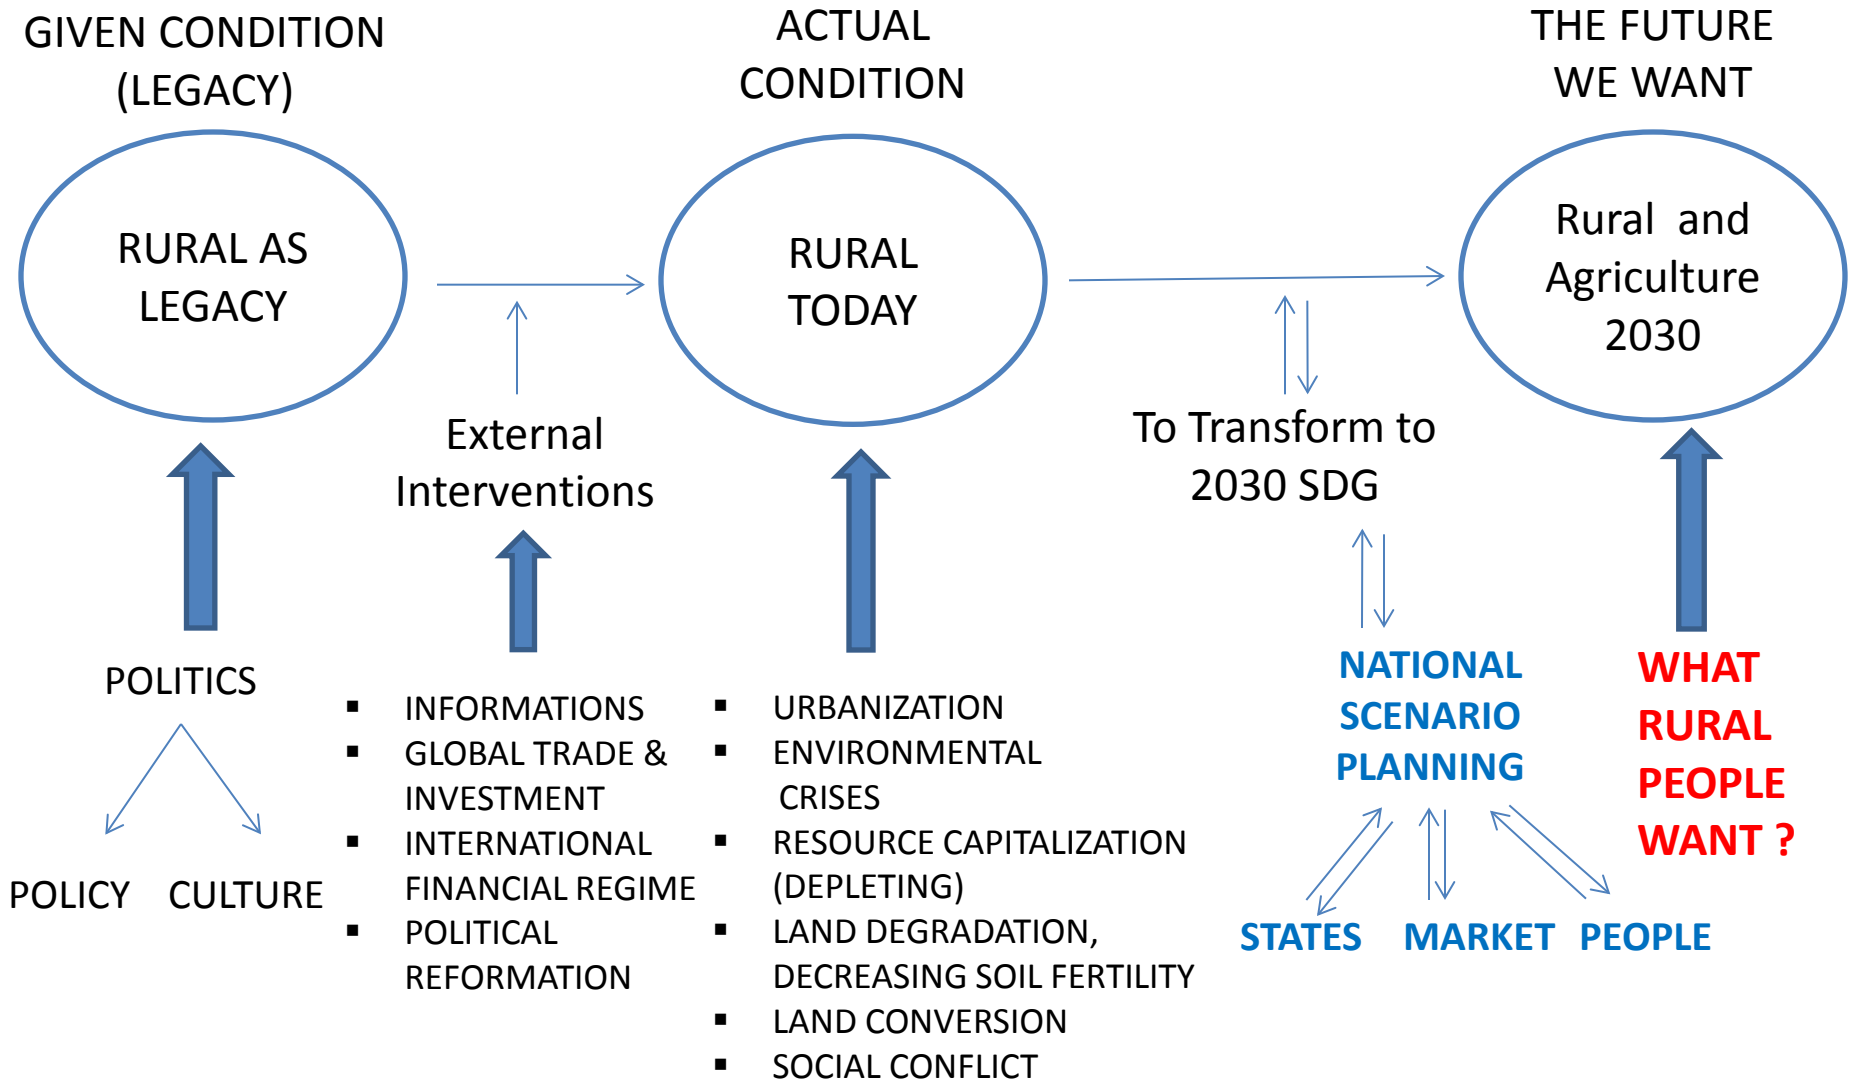 GIVEN CONDITION
(LEGACY)
ACTUAL
CONDITION
THE FUTURE
WE WANT
RURAL AS
LEGACY
RURAL
TODAY
Rural and
Agriculture
2030
External
Interventions
To Transform to
2030 SDG
POLITICS
POLICY
CULTURE
▪ INFORMATIONS
▪ GLOBAL TRADE &
INVESTMENT
▪ INTERNATIONAL
FINANCIAL REGIME
▪ POLITICAL
REFORMATION
▪ URBANIZATION
▪ ENVIRONMENTAL
CRISES
▪ RESOURCE CAPITALIZATION
(DEPLETING)
▪ LAND DEGRADATION,
DECREASING SOIL FERTILITY
▪ LAND CONVERSION
▪ SOCIAL CONFLICT
NATIONAL
SCENARIO
PLANNING
STATES
MARKET
PEOPLE
WHAT
RURAL
PEOPLE
WANT ?